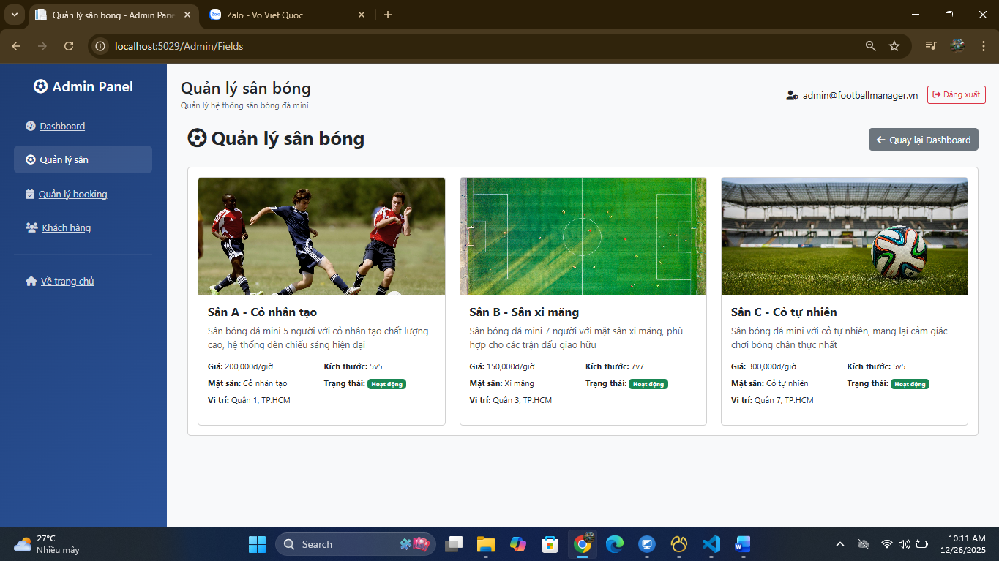 Quản lý sân bóng - Admin Pane
Zalo - Vo Viet Quoc
localhost:5029/Admin/Fields
Admin Panel
Dashboard
Quản lý sân
Quản lý booking
Khách hàng
Về trang chủ
Quản lý sân bóng
Quản lý hệ thống sân bóng đá mini
admin@footballmanager.vn
Đăng xuất
Quản lý sân bóng
Quay lại Dashboard
Sân A - Cỏ nhân tạo
Sân bóng đá mini 5 người với cỏ nhân tạo chất lượng
cao, hệ thống đèn chiếu sáng hiện đại
Giá: 200,000đ/giờ Kích thước: 5v5
Mặt sân: Cỏ nhân tạo Trạng thái: Hoạt động
Vị trí: Quận 1, TP.HCM
Sân B - Sân xi măng
Sân bóng đá mini 7 người với mặt sân xi măng, phù
hợp cho các trận đấu giao hữu
Giá: 150,000đ/giờ Kích thước: 7v7
Mặt sân: Xi măng Trạng thái: Hoạt động
Vị trí: Quận 3, TP.HCM
Sân C - Cỏ tự nhiên
Sân bóng đá mini với cỏ tự nhiên, mang lại cảm giác
chơi bóng chân thực nhất
Giá: 300,000đ/giờ Kích thước: 5v5
Mặt sân: Cỏ tự nhiên Trạng thái: Hoạt động
Vị trí: Quận 7, TP.HCM
27°C
Nhiều mây
Search
10:11 AM
12/26/2025